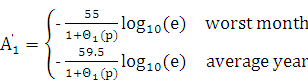 A'₁ = { -55/(1+Θ₁(p)) log₁₀(e) worst month
-59.5/(1+Θ₁(p)) log₁₀(e) average year